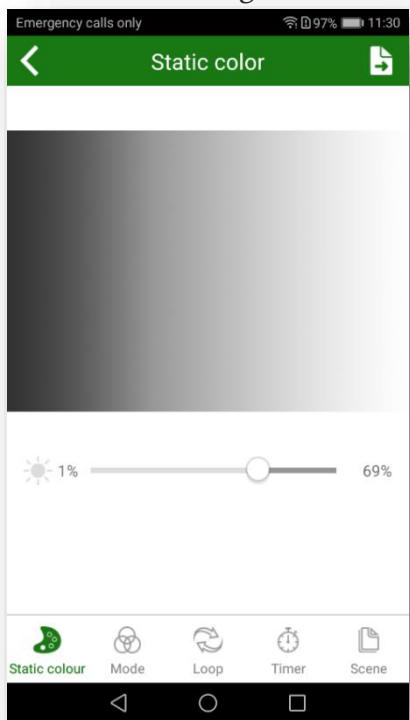 Emergency calls only 97% 11:30
Static color
1% 69%
Static colour Mode Loop Timer Scene